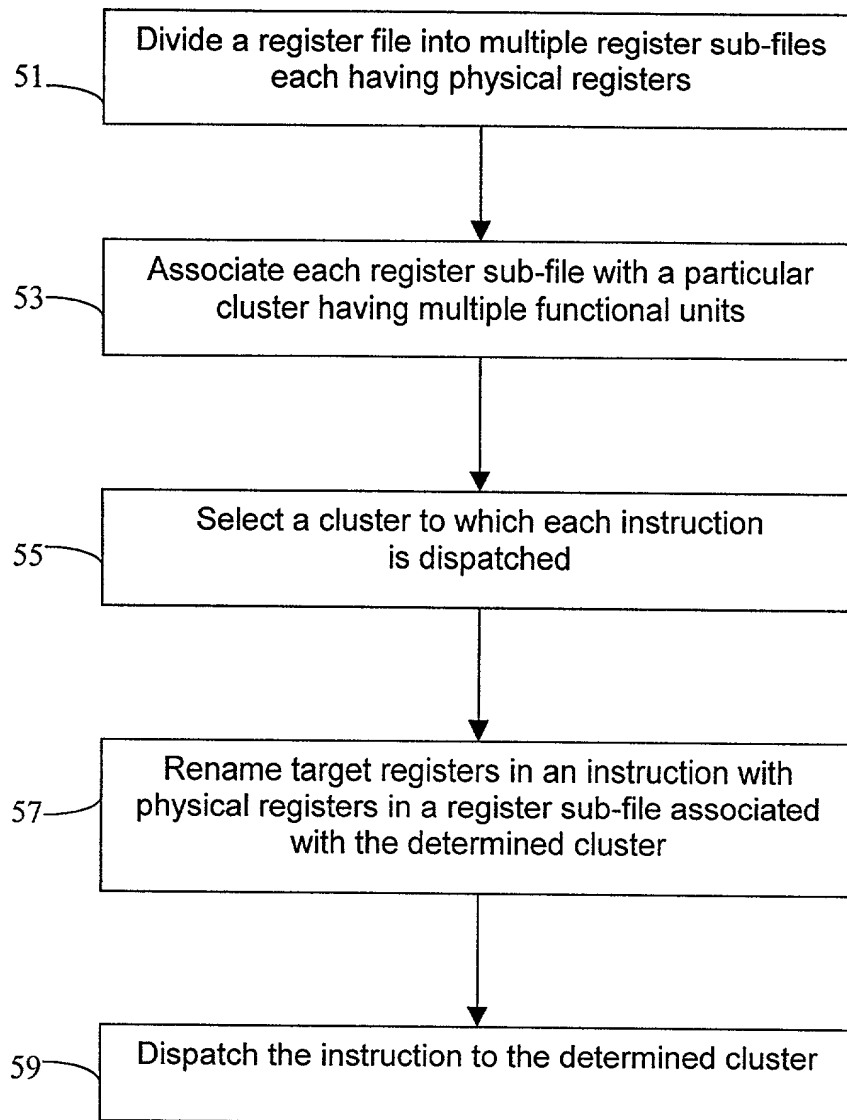 Divide a register file into multiple register sub-files
each having physical registers
51
Associate each register sub-file with a particular
cluster having multiple functional units
53
Select a cluster to which each instruction
is dispatched
55
Rename target registers in an instruction with
physical registers in a register sub-file associated
with the determined cluster
57
Dispatch the instruction to the determined cluster
59